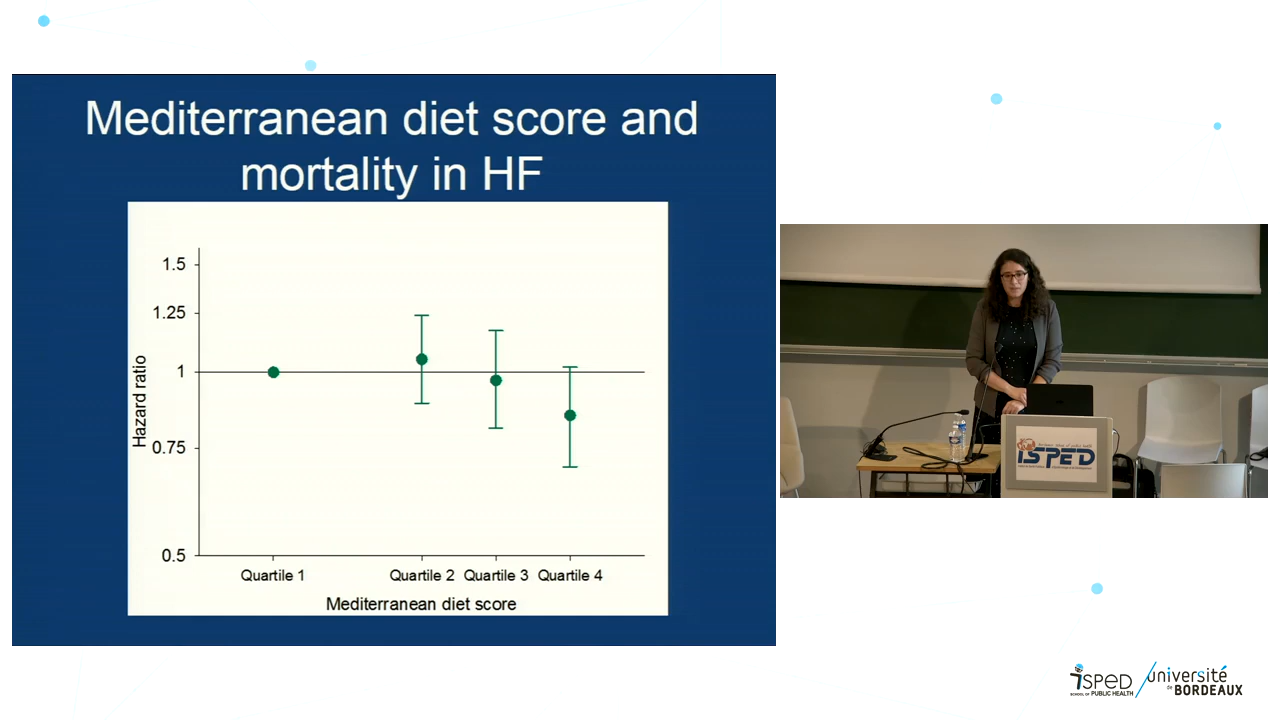 Mediterranean diet score and
mortality in HF
1.5
1.25
1
0.75
0.5
Hazard ratio
Quartile 1
Quartile 2
Quartile 3
Quartile 4
Mediterranean diet score
ISPED
ISPED
SCHOOL OF PUBLIC HEALTH
université
de BORDEAUX